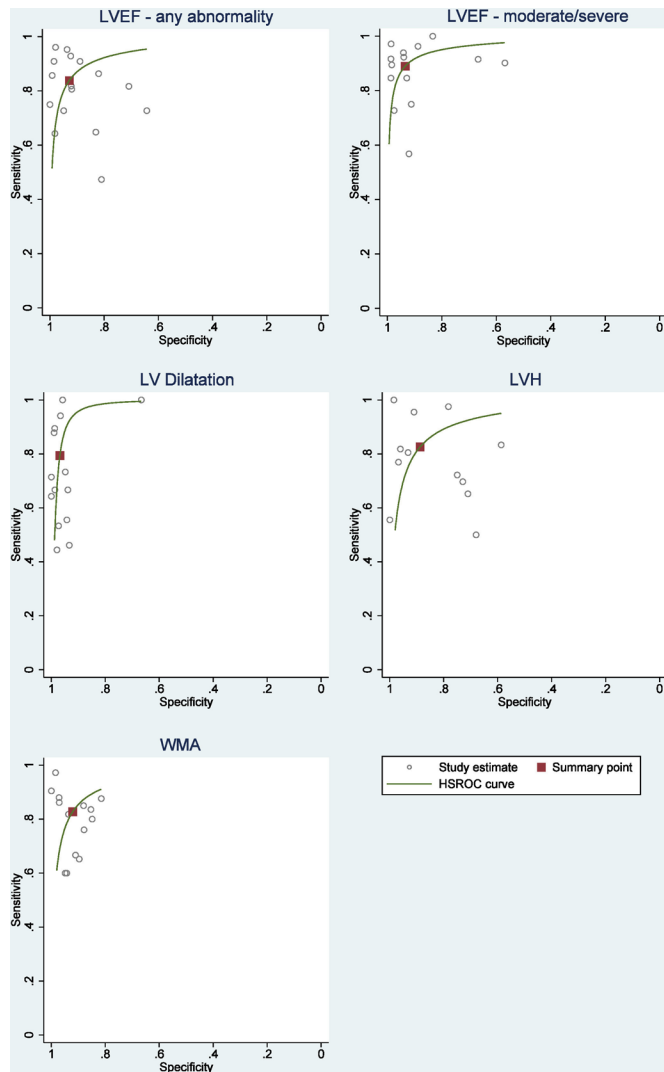 LVEF - any abnormality
LVEF - moderate/severe
Sensitivity
0 .2 .4 .6 .8 1
1 .8 .6 .4 .2 0
Specificity
Sensitivity
0 .2 .4 .6 .8 1
1 .8 .6 .4 .2 0
Specificity
LV Dilatation
LVH
Sensitivity
0 .2 .4 .6 .8 1
1 .8 .6 .4 .2 0
Specificity
Sensitivity
0 .2 .4 .6 .8 1
1 .8 .6 .4 .2 0
Specificity
WMA
Sensitivity
0 .2 .4 .6 .8 1
1 .8 .6 .4 .2 0
Specificity
Study estimate
Summary point
HSROC curve